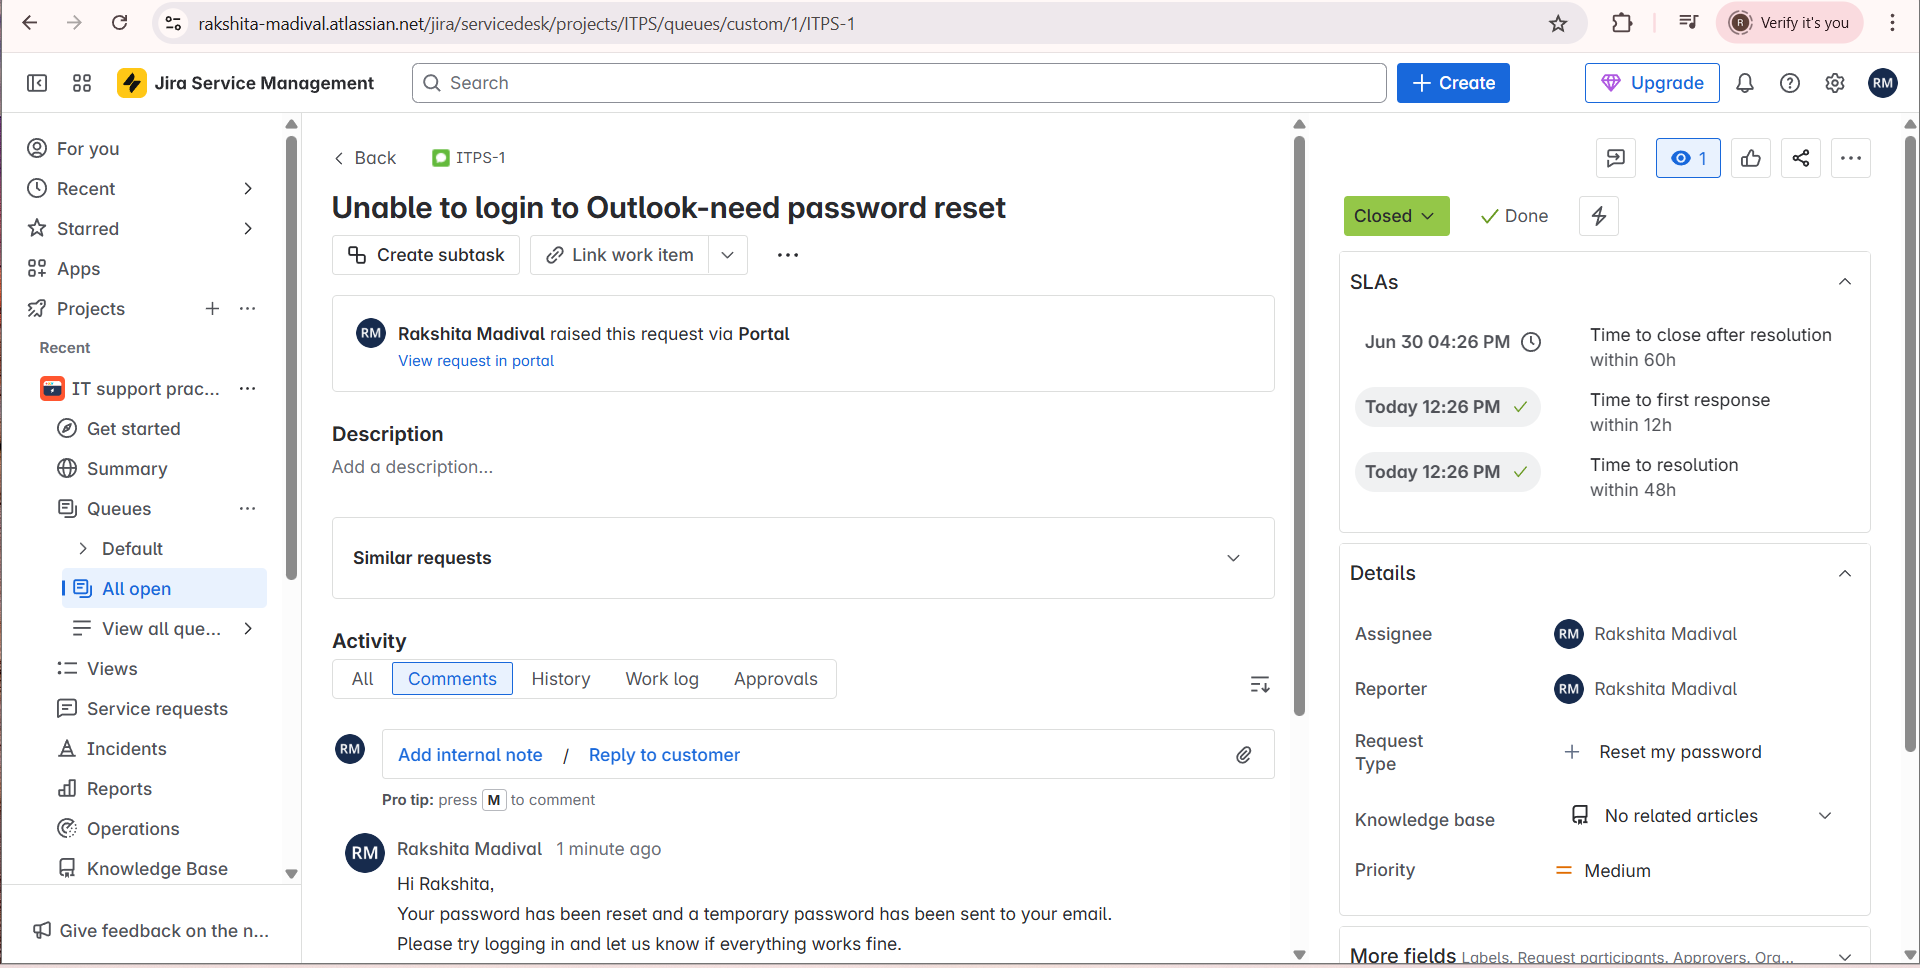 rakshita-madival.atlassian.net/jira/servicedesk/projects/ITPS/queues/custom/1/ITPS-1
R
Verify it's you
Jira Service Management
Search
Create
Upgrade
RM
For you
Recent
Starred
Apps
Projects
Recent
IT support prac...
Get started
Summary
Queues
Default
All open
View all que...
Views
Service requests
Incidents
Reports
Operations
Knowledge Base
Give feedback on the n...
Back
ITPS-1
Unable to login to Outlook-need password reset
Create subtask
Link work item
RM
Rakshita Madival raised this request via Portal
View request in portal
Description
Add a description...
Similar requests
Activity
All
Comments
History
Work log
Approvals
RM
Add internal note / Reply to customer
Pro tip: press M to comment
RM
Rakshita Madival 1 minute ago
Hi Rakshita,
Your password has been reset and a temporary password has been sent to your email.
Please try logging in and let us know if everything works fine.
1
Closed
Done
SLAs
Jun 30 04:26 PM
Time to close after resolution
within 60h
Today 12:26 PM
Time to first response
within 12h
Today 12:26 PM
Time to resolution
within 48h
Details
Assignee
RM
Rakshita Madival
Reporter
RM
Rakshita Madival
Request
Type
Reset my password
Knowledge base
No related articles
Priority
Medium
More fields Labels, Request participants, Approvers, Orga...